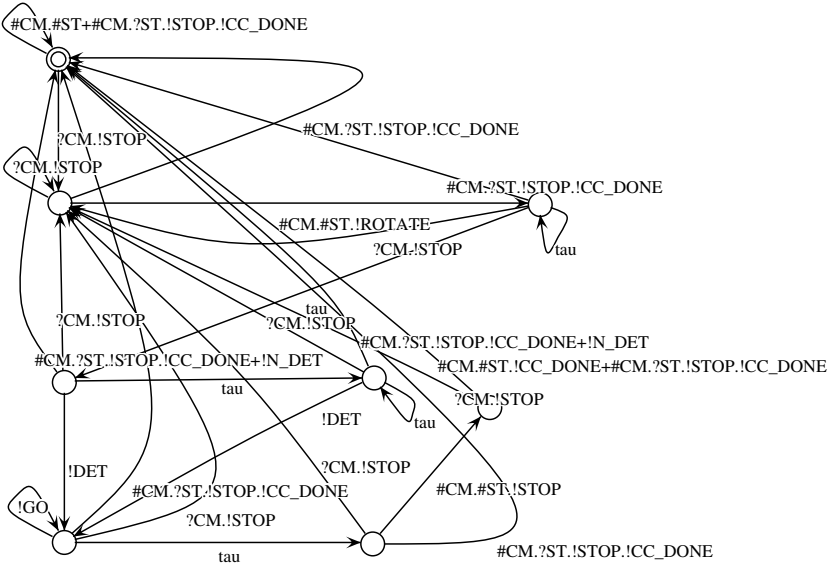 #CM.#ST+#CM.?ST.!STOP.!CC_DONE
#CM.?ST.!STOP.!CC_DONE
?CM.!STOP
?CM.!STOP
#CM.?ST.!STOP.!CC_DONE
#CM.#ST.!ROTATE
?CM.!STOP
tau
tau
?CM.!STOP
?CM.!STOP
#CM.?ST.!STOP.!CC_DONE+!N_DET
#CM.?ST.!STOP.!CC_DONE+!N_DET
#CM.#ST.!CC_DONE+#CM.?ST.!STOP.!CC_DONE
tau
?CM.!STOP
!DET
tau
!DET
?CM.!STOP
#CM.?ST.!STOP.!CC_DONE
#CM.#ST.!STOP
!GO
?CM.!STOP
tau
#CM.?ST.!STOP.!CC_DONE